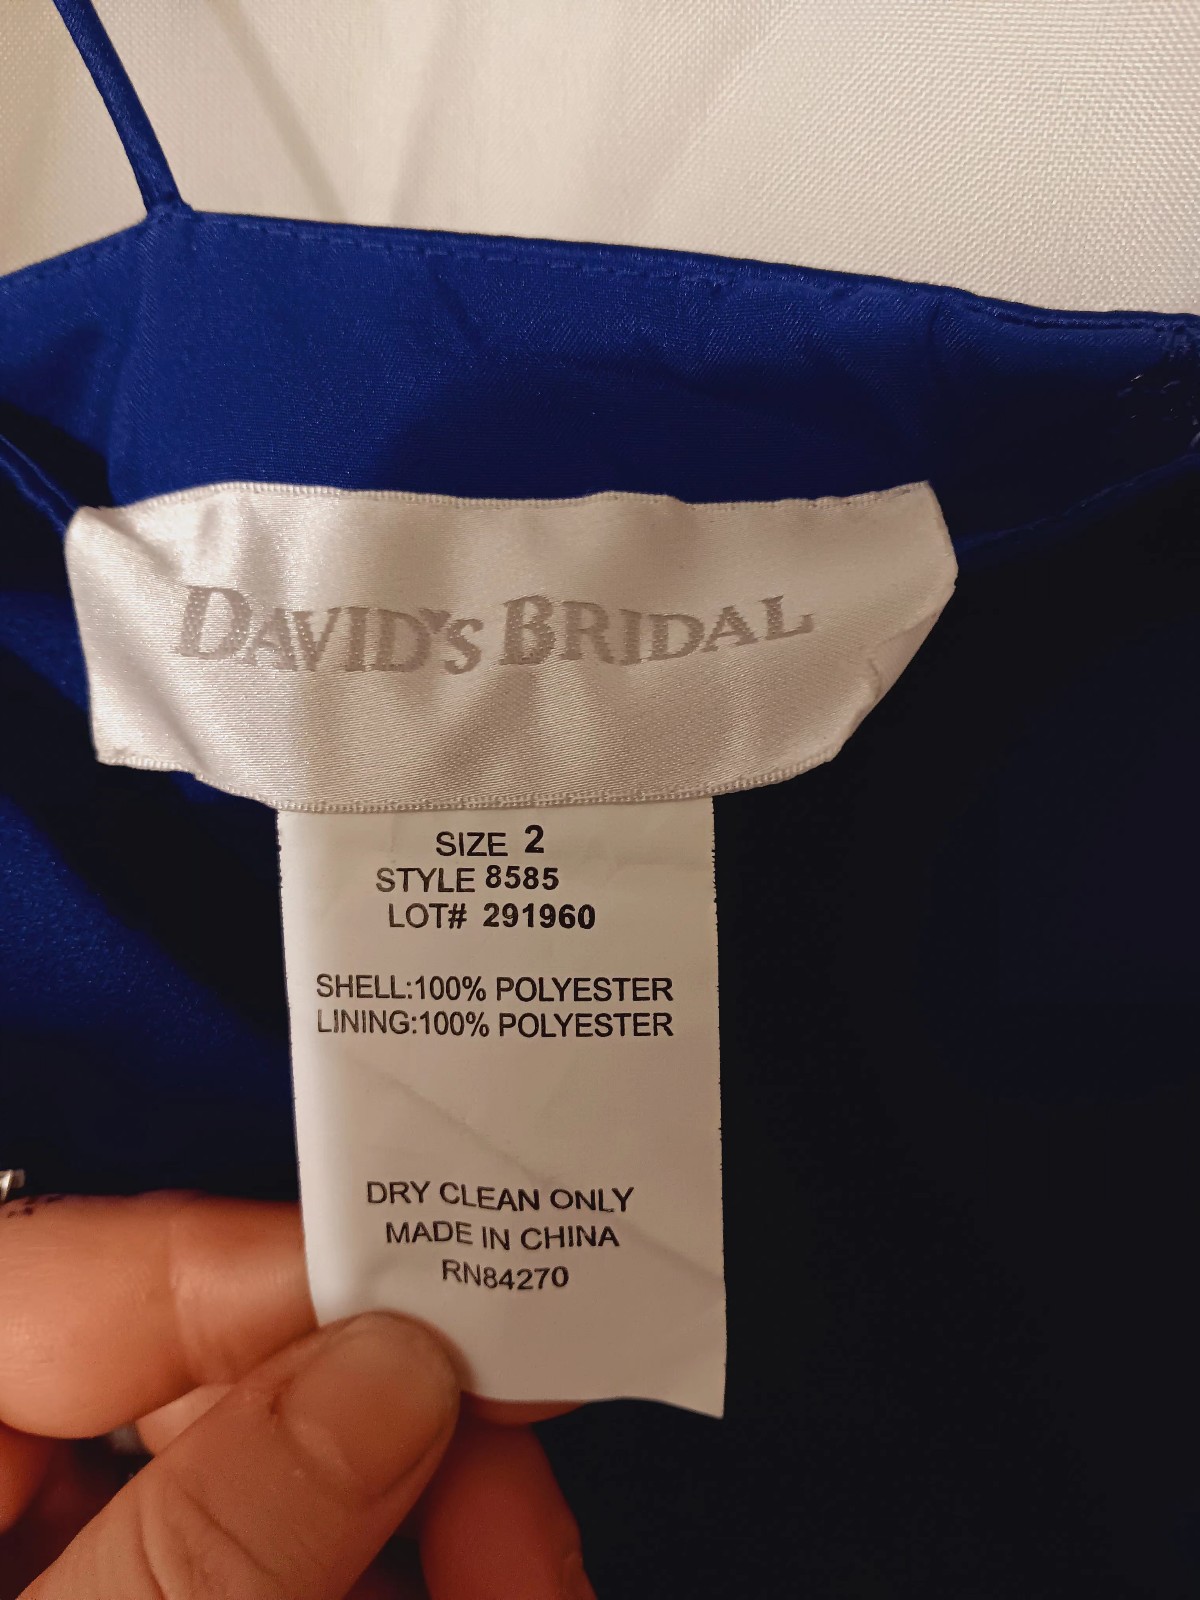 DAVID'S BRIDAL
SIZE 2
STYLE 8585
LOT# 291960
SHELL:100% POLYESTER
LINING:100% POLYESTER
DRY CLEAN ONLY
MADE IN CHINA
RN84270